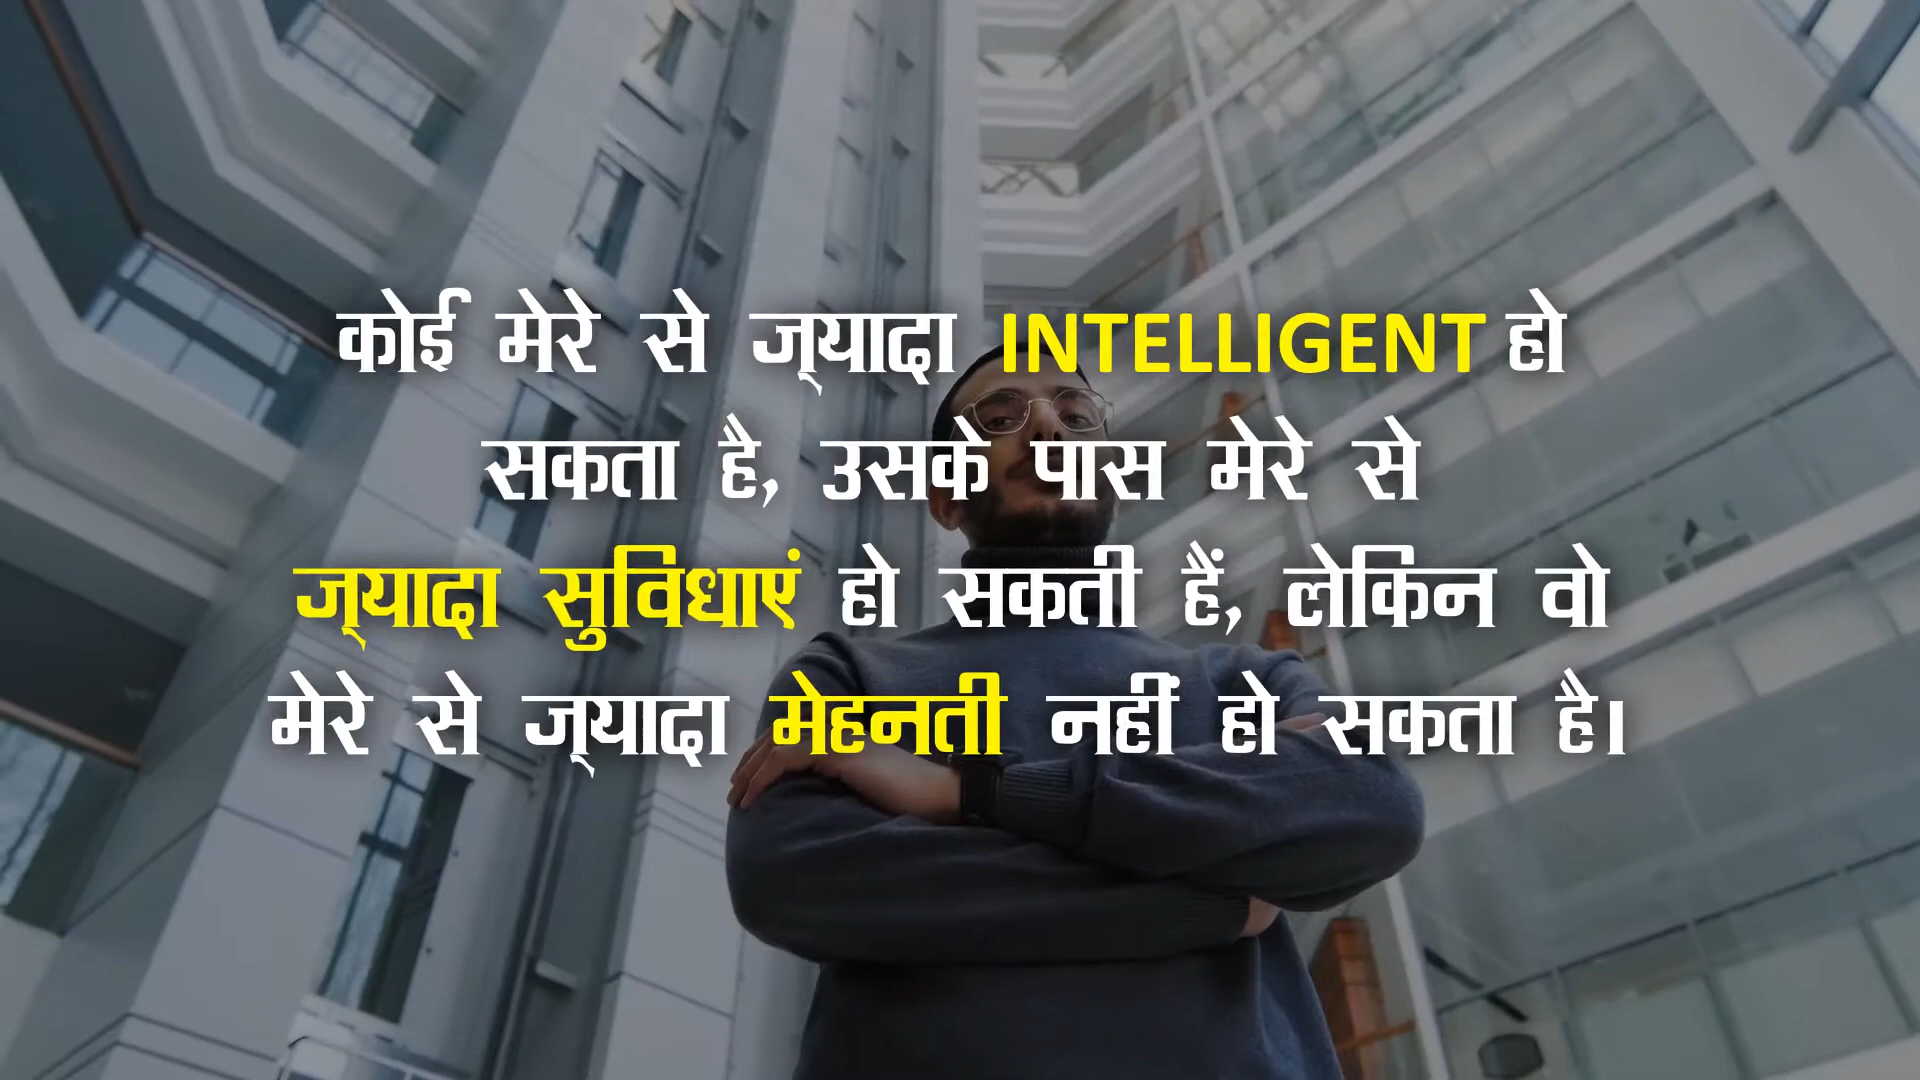 कोई मेरे से ज्यादा INTELLIGENT हो
सकता है, उसके पास मेरे से
ज्यादा सुविधाएं हो सकती हैं, लेकिन वो
मेरे से ज्यादा मेहनती नहीं हो सकता है।